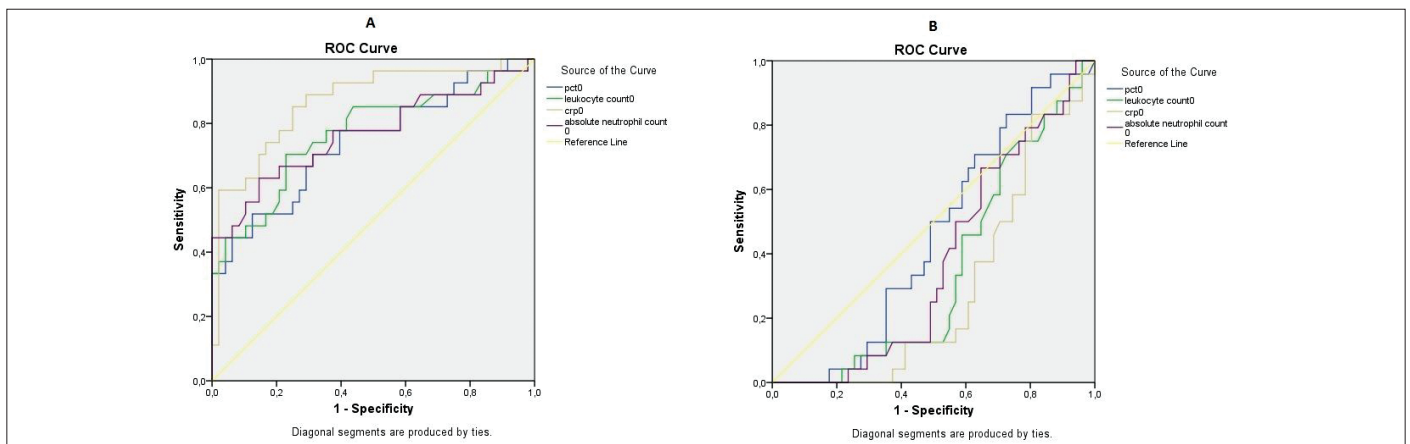 A
ROC Curve
Source of the Curve
pct0
leukocyte count0
crp0
absolute neutrophil count
0
Reference Line
Sensitivity
1,0
0,8
0,6
0,4
0,2
0,0
0,0 0,2 0,4 0,6 0,8 1,0
1 - Specificity
Diagonal segments are produced by ties.
B
ROC Curve
Source of the Curve
pct0
leukocyte count0
crp0
absolute neutrophil count
0
Reference Line
Sensitivity
1,0
0,8
0,6
0,4
0,2
0,0
0,0 0,2 0,4 0,6 0,8 1,0
1 - Specificity
Diagonal segments are produced by ties.